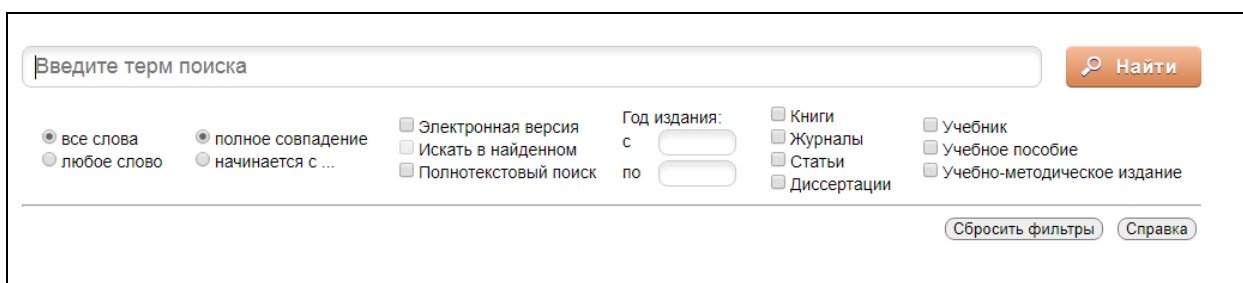 Введите терм поиска
Найти
все слова
любое слово
полное совпадение
начинается с ...
Электронная версия
Искать в найденном
Полнотекстовый поиск
Год издания:
с
по
Книги
Журналы
Статьи
Диссертации
Учебник
Учебное пособие
Учебно-методическое издание
Сбросить фильтры
Справка